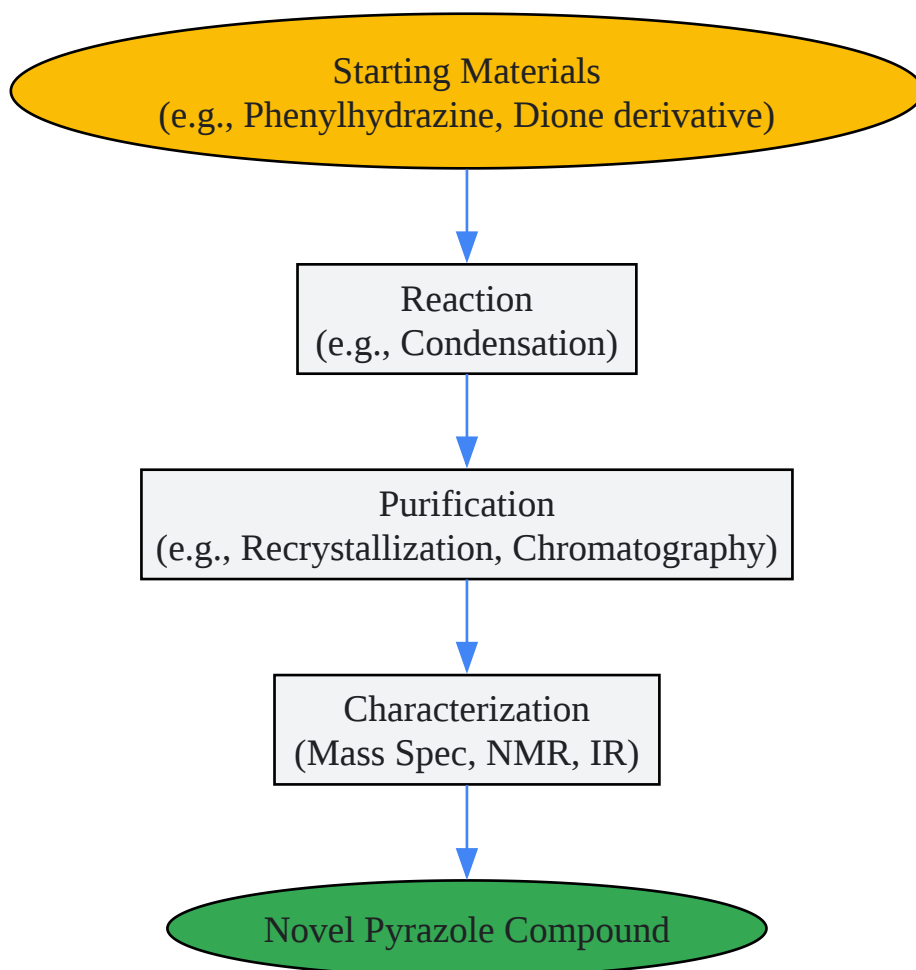 Starting Materials
(e.g., Phenylhydrazine, Dione derivative)
Reaction
(e.g., Condensation)
Purification
(e.g., Recrystallization, Chromatography)
Characterization
(Mass Spec, NMR, IR)
Novel Pyrazole Compound